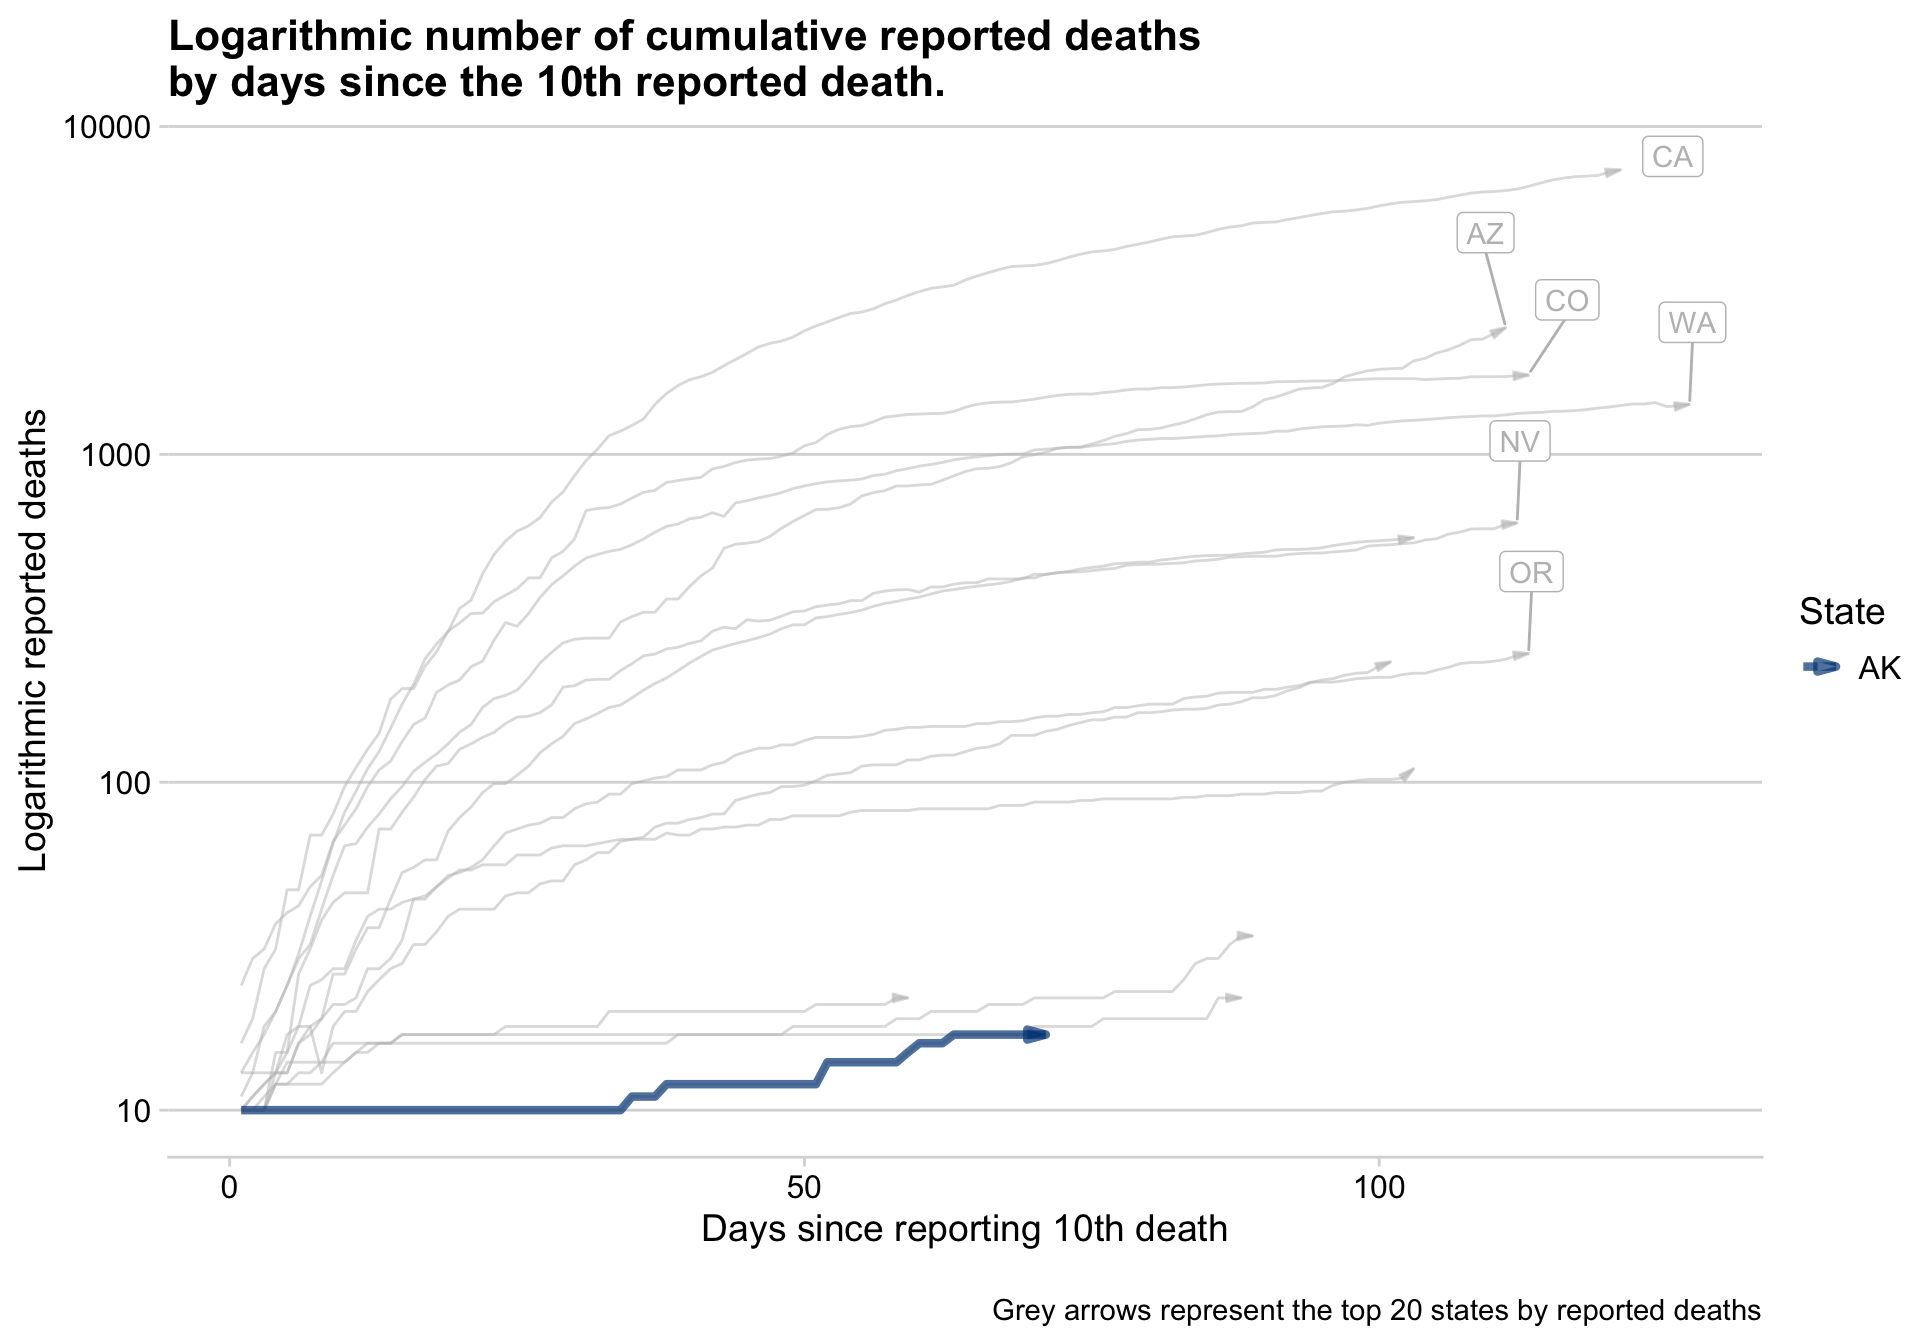 Logarithmic number of cumulative reported deaths
by days since the 10th reported death.
10000
1000
100
10
Logarithmic reported deaths
CA
AZ
CO
WA
NV
OR
State
AK
0
50
100
Days since reporting 10th death
Grey arrows represent the top 20 states by reported deaths